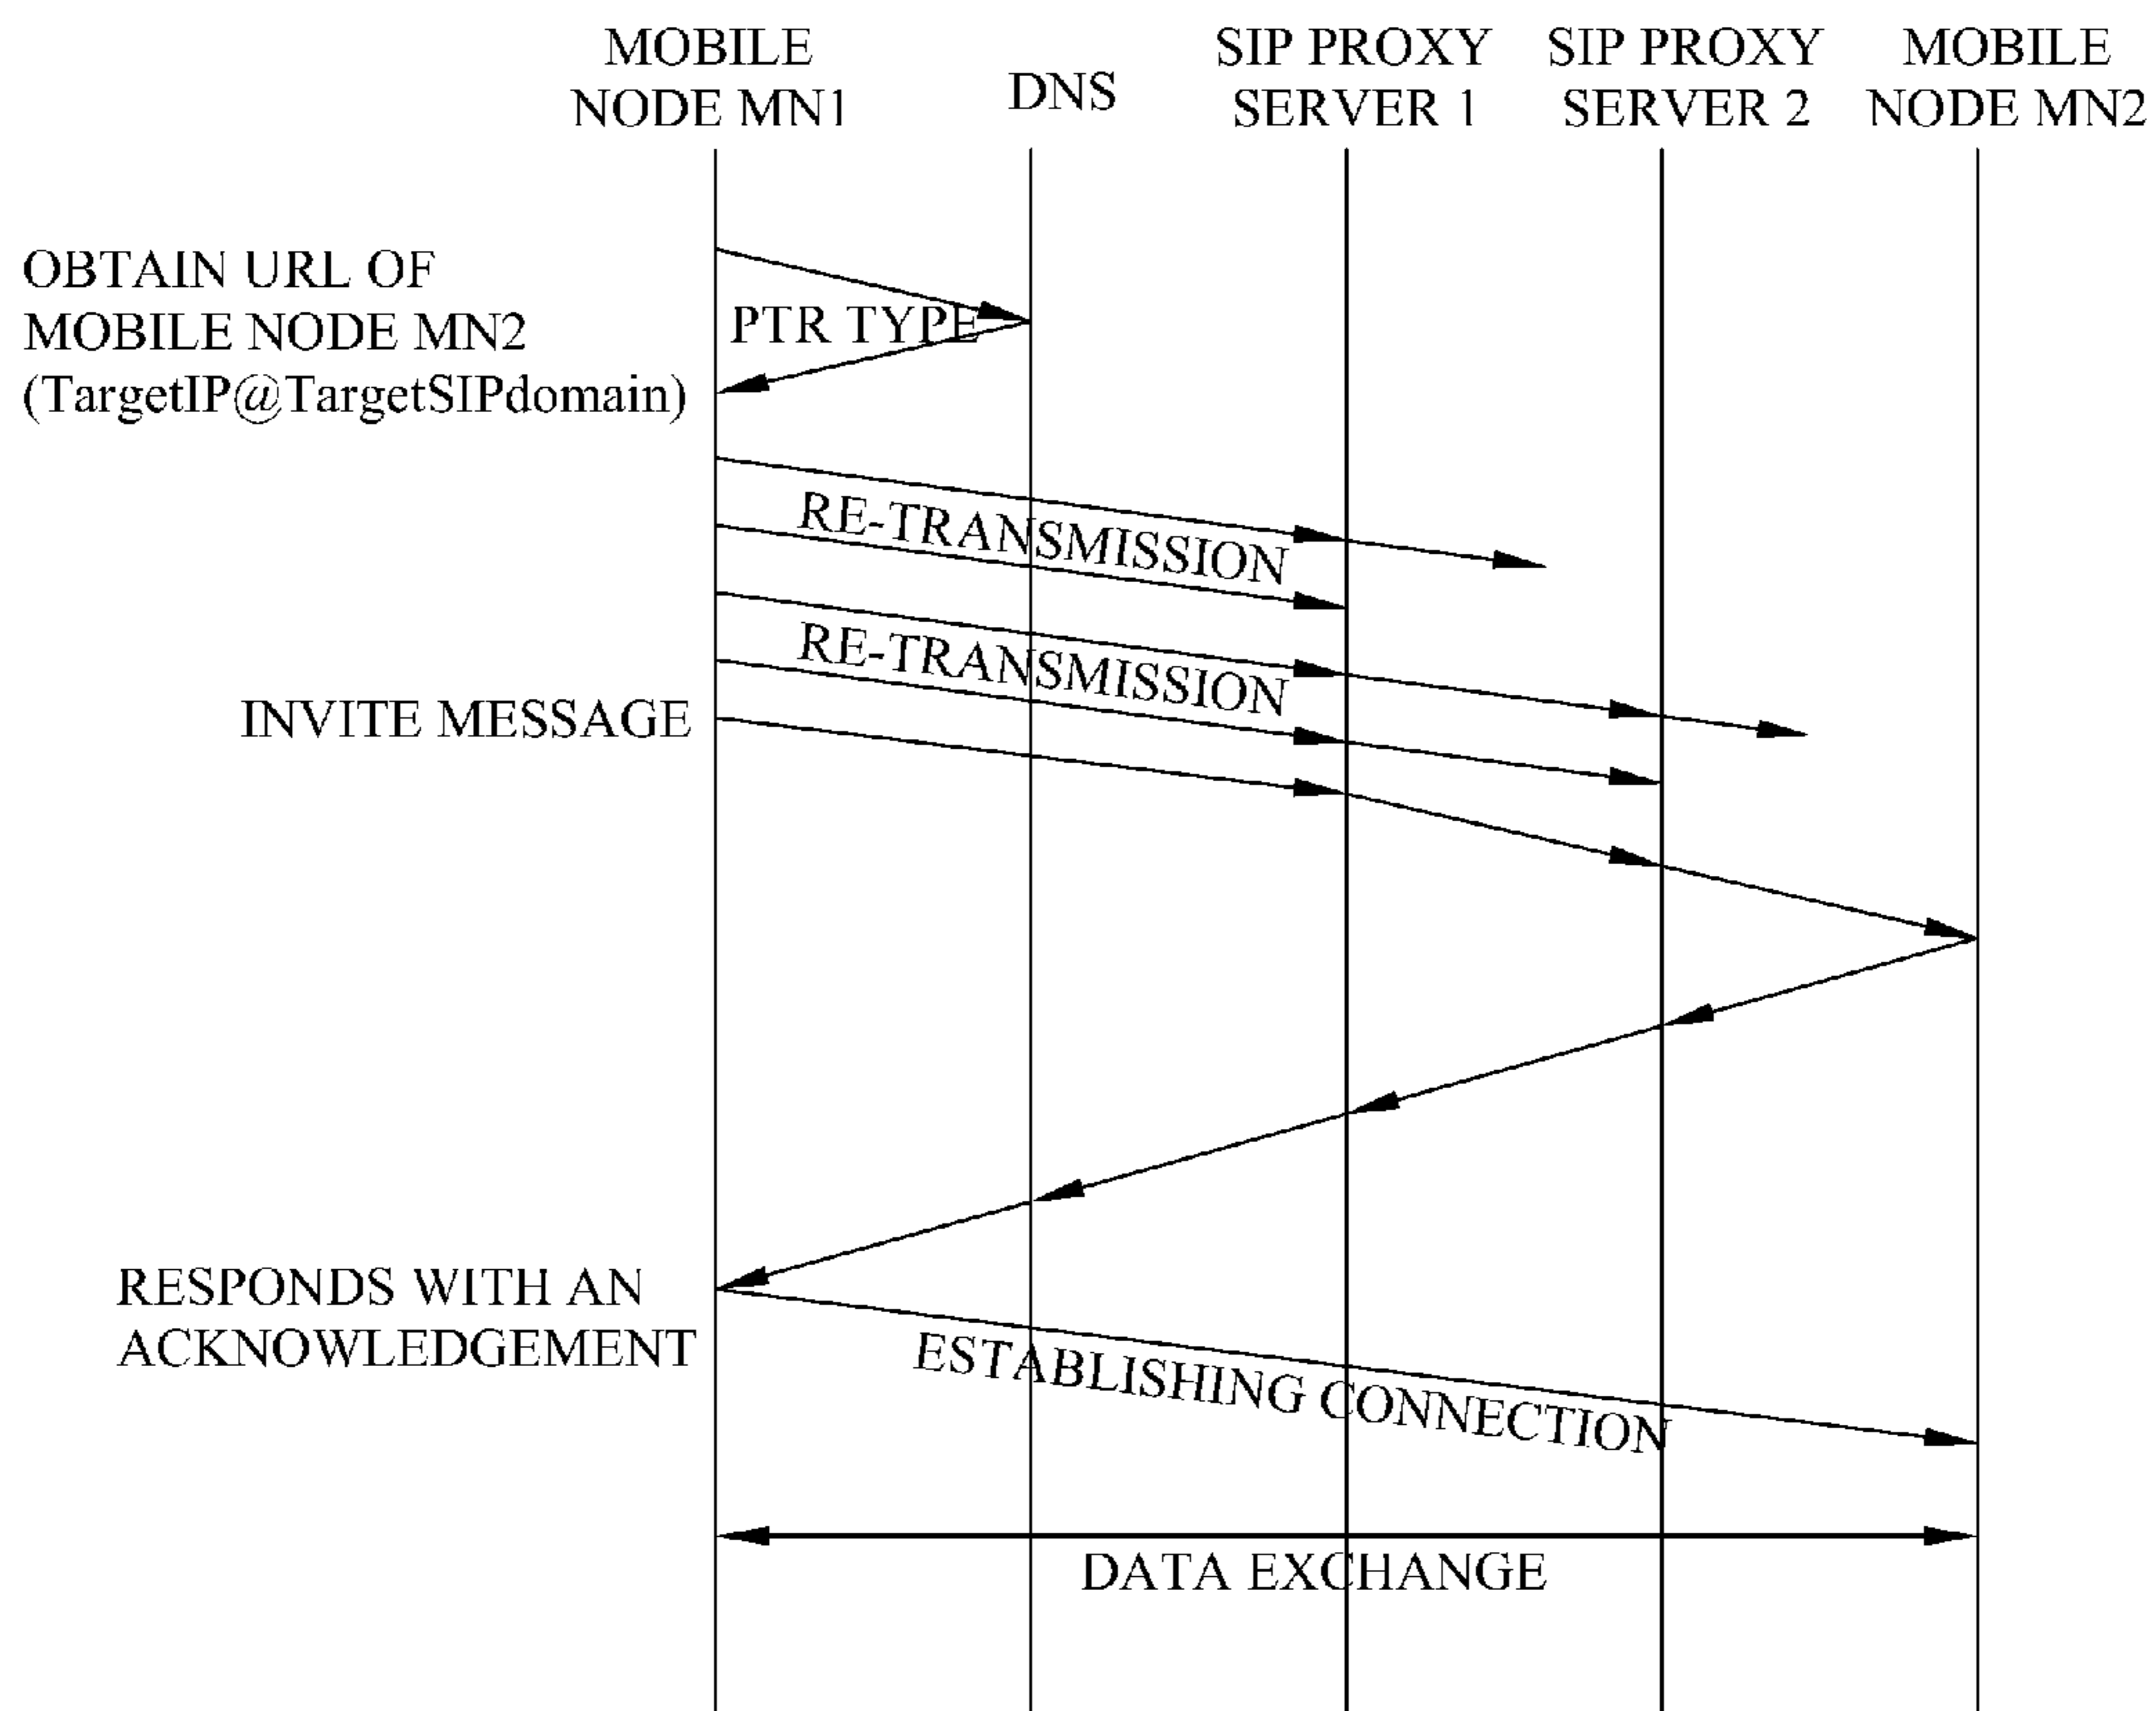 MOBILE
NODE MN1
DNS
SIP PROXY
SERVER 1
SIP PROXY
SERVER 2
MOBILE
NODE MN2
OBTAIN URL OF
MOBILE NODE MN2
(TargetIP@TargetSIPdomain)
PTR TYPE
RE-TRANSMISSION
RE-TRANSMISSION
INVITE MESSAGE
RESPONDS WITH AN
ACKNOWLEDGEMENT
ESTABLISHING CONNECTION
DATA EXCHANGE